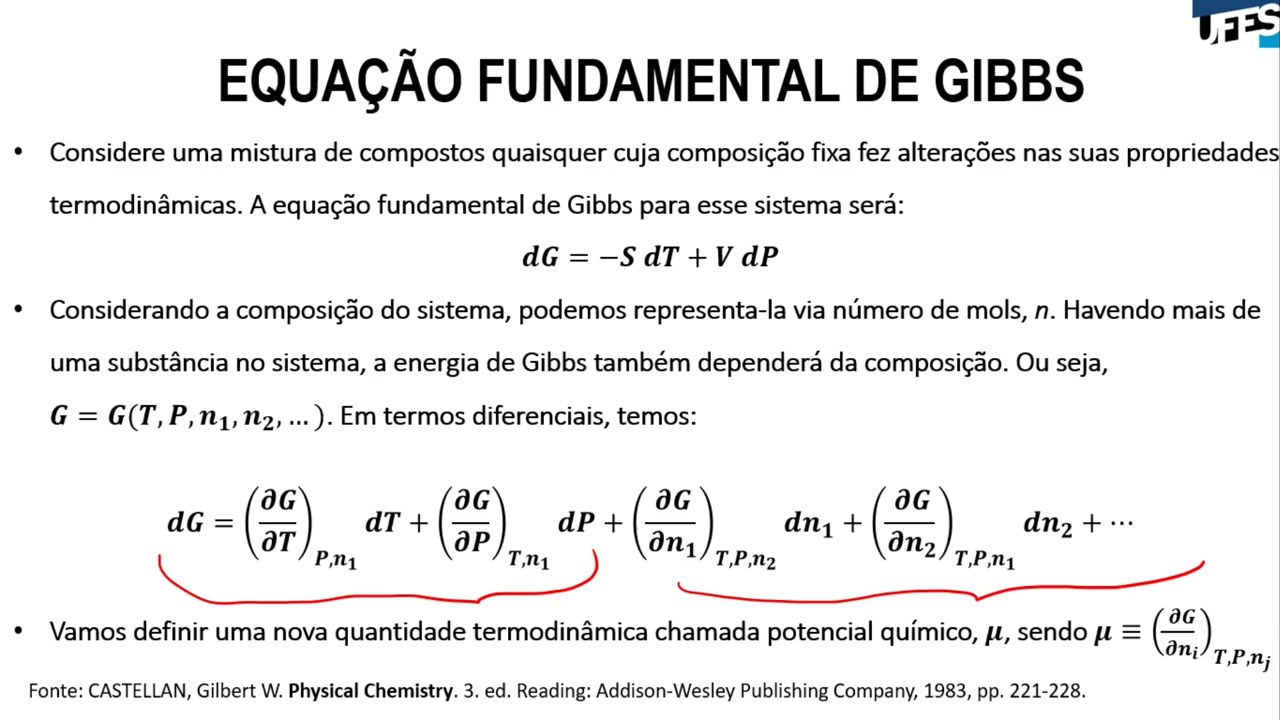 UFES
EQUAÇÃO FUNDAMENTAL DE GIBBS
• Considere uma mistura de compostos quaisquer cuja composição fixa fez alterações nas suas propriedades
termodinâmicas. A equação fundamental de Gibbs para esse sistema será:
dG = −S dT + V dP
• Considerando a composição do sistema, podemos representa-la via número de mols, n. Havendo mais de
uma substância no sistema, a energia de Gibbs também dependerá da composição. Ou seja,
G = G(T, P, n₁, n₂, … ). Em termos diferenciais, temos:
dG = (∂G/∂T)_{P,n₁} dT + (∂G/∂P)_{T,n₁} dP + (∂G/∂n₁)_{T,P,n₂} dn₁ + (∂G/∂n₂)_{T,P,n₁} dn₂ + ⋯
• Vamos definir uma nova quantidade termodinâmica chamada potencial químico, μ, sendo μ ≡ (∂G/∂nᵢ)_{T,P,nⱼ}
Fonte: CASTELLAN, Gilbert W. Physical Chemistry. 3. ed. Reading: Addison-Wesley Publishing Company, 1983, pp. 221-228.